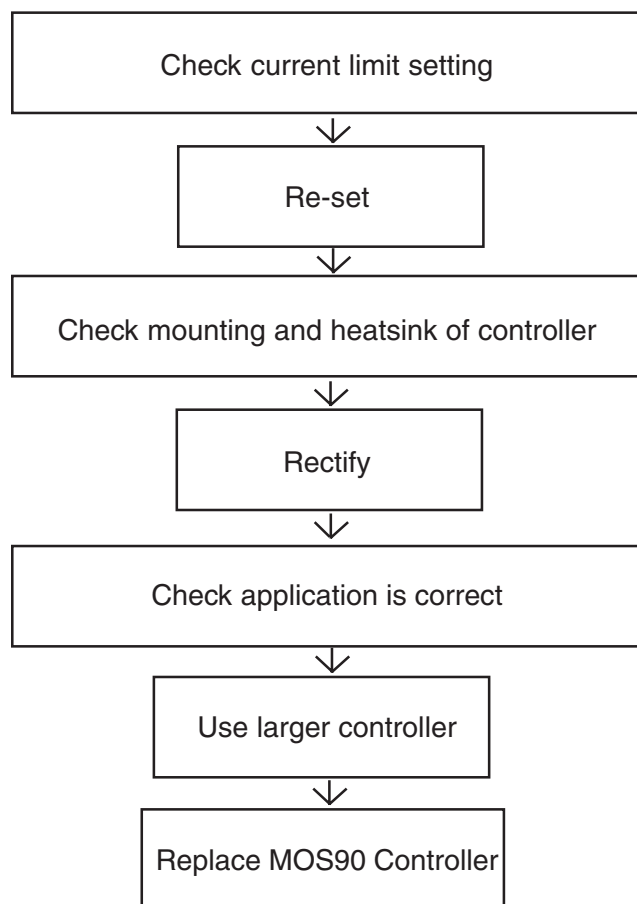 Check current limit setting
Re-set
Check mounting and heatsink of controller
Rectify
Check application is correct
Use larger controller
Replace MOS90 Controller